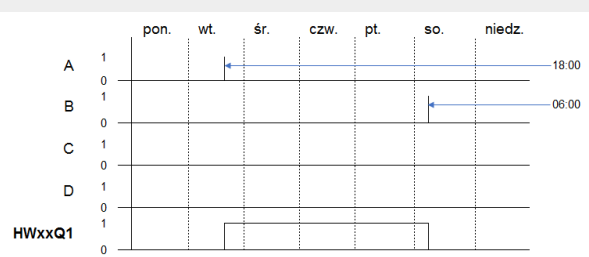 pon. wt. śr. czw. pt. so. niedz.
A 1 0 18:00
B 1 0 06:00
C 1 0
D 1 0
HWxxQ1 1 0